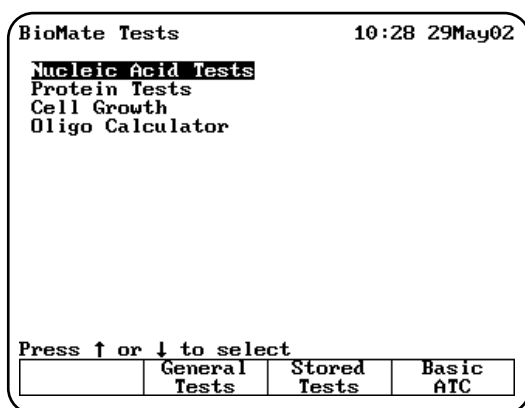 BioMate Tests 10:28 29May02
Nucleic Acid Tests
Protein Tests
Cell Growth
Oligo Calculator
Press ↑ or ↓ to select
General Tests Stored Tests Basic ATC